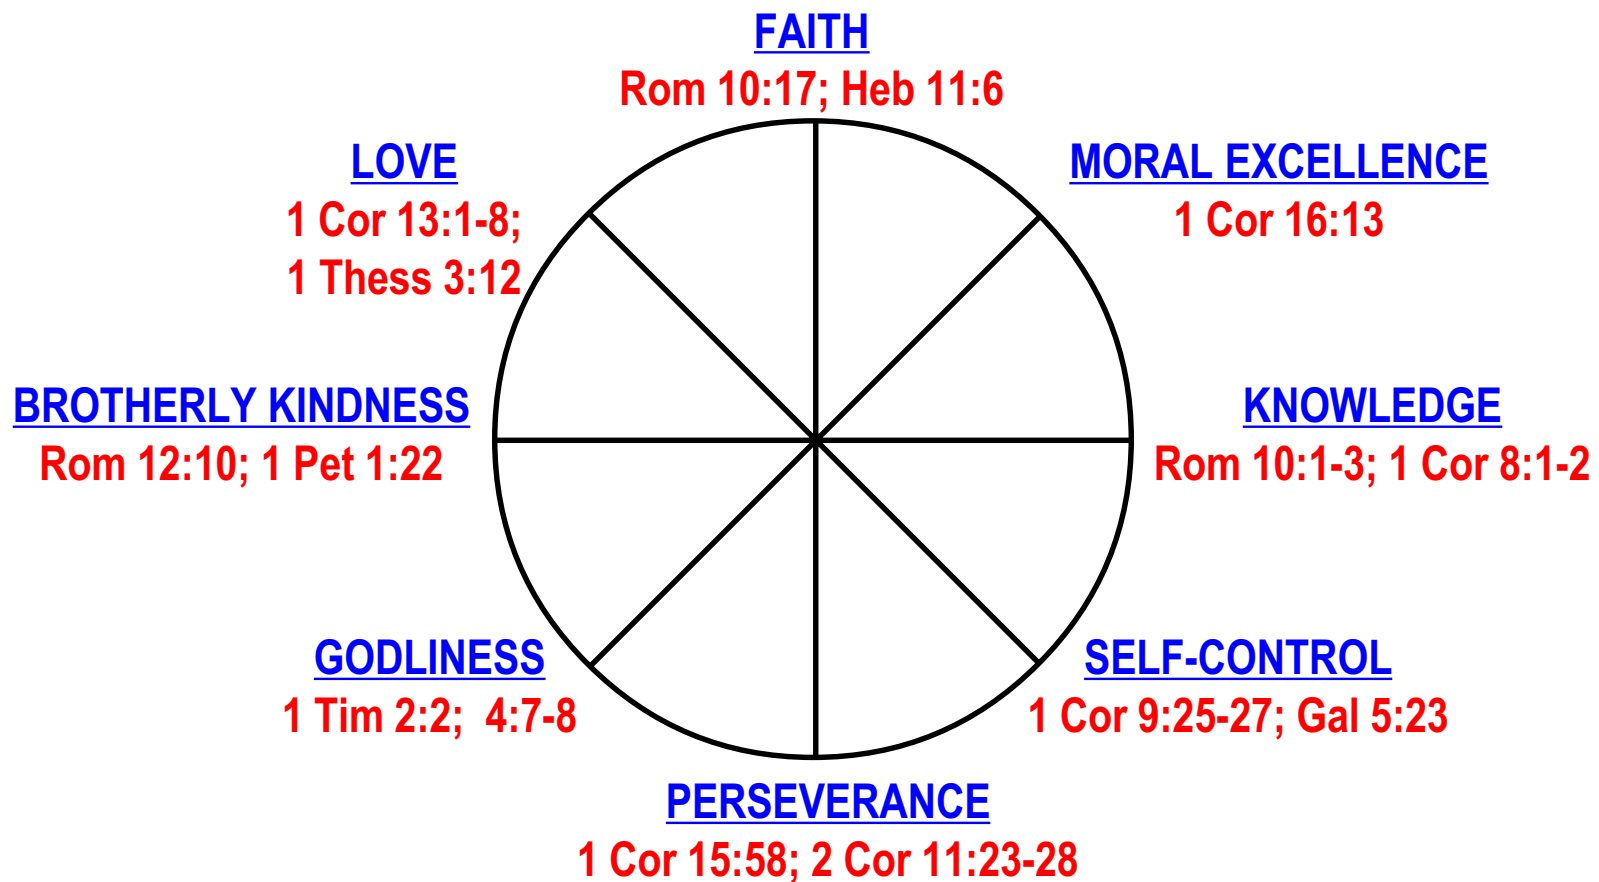 FAITH
Rom 10:17; Heb 11:6
LOVE
1 Cor 13:1-8;
1 Thess 3:12
MORAL EXCELLENCE
1 Cor 16:13
BROTHERLY KINDNESS
Rom 12:10; 1 Pet 1:22
KNOWLEDGE
Rom 10:1-3; 1 Cor 8:1-2
GODLINESS
1 Tim 2:2;  4:7-8
SELF-CONTROL
1 Cor 9:25-27; Gal 5:23
PERSEVERANCE
1 Cor 15:58; 2 Cor 11:23-28